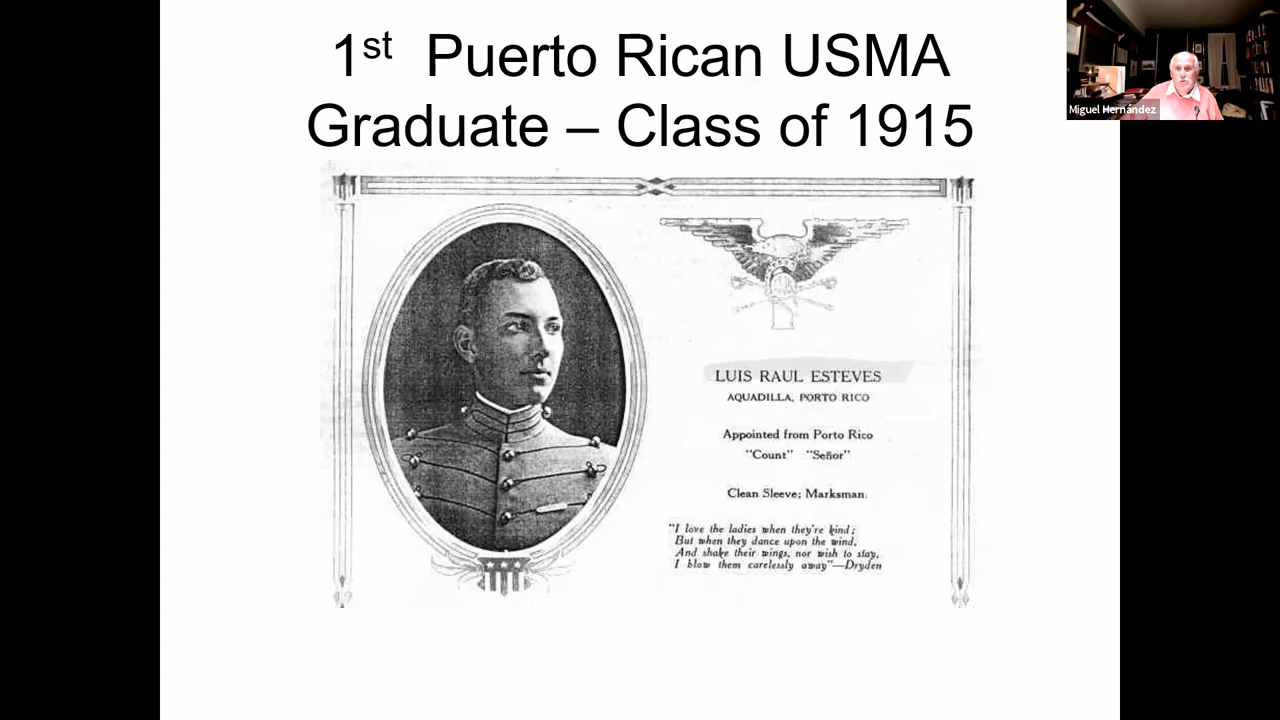 1st Puerto Rican USMA
Graduate – Class of 1915
Miguel Hernández
LUIS RAUL ESTEVES
AQUADILLA, PORTO RICO
Appointed from Porto Rico
"Count" "Señor"
Clean Sleeve; Marksman.
"I love the ladies when they're kind;
But when they dance upon the wind,
And shake their wings, nor wish to stay,
I blow them carelessly away"—Dryden